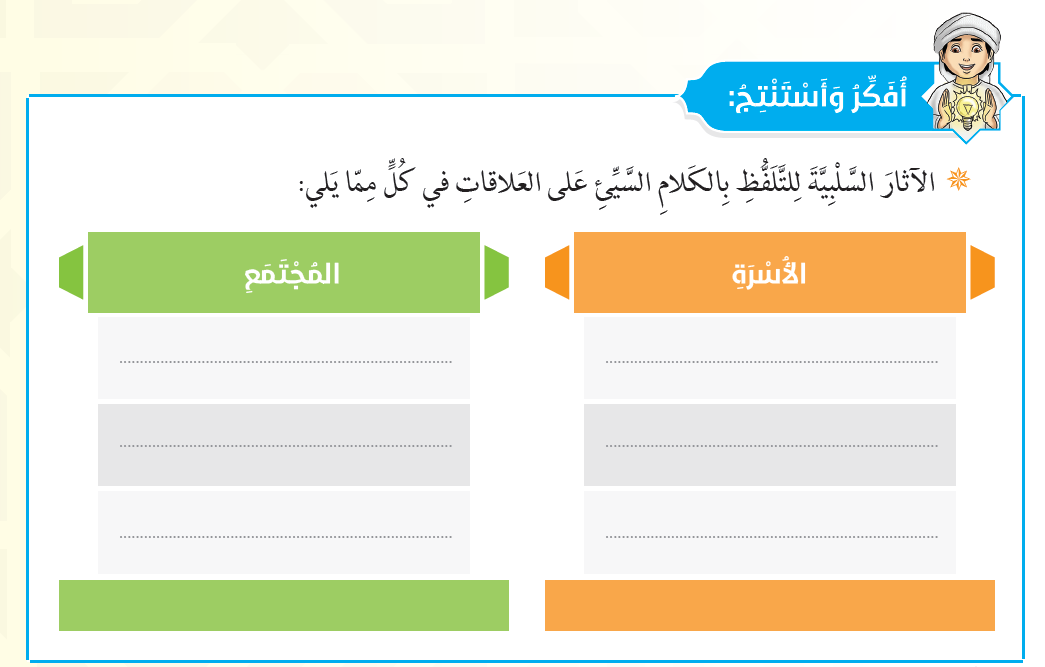 أُفَكِّرُ وَأَسْتَنْتِجُ:
الآثارَ السَّلْبِيَّةَ لِلتَّلَفُّظِ بِالكَلامِ السَّيِّئِ عَلى العَلاقاتِ في كُلٍّ مِمّا يَلي:
الأُسْرَةِ
المُجْتَمَعِ